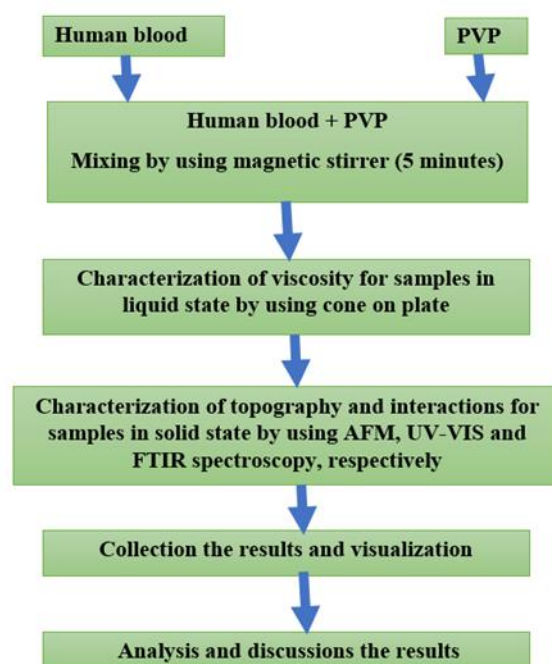 Human blood
PVP
Human blood + PVP
Mixing by using magnetic stirrer (5 minutes)
Characterization of viscosity for samples in
liquid state by using cone on plate
Characterization of topography and interactions for
samples in solid state by using AFM, UV-VIS and
FTIR spectroscopy, respectively
Collection the results and visualization
Analysis and discussions the results